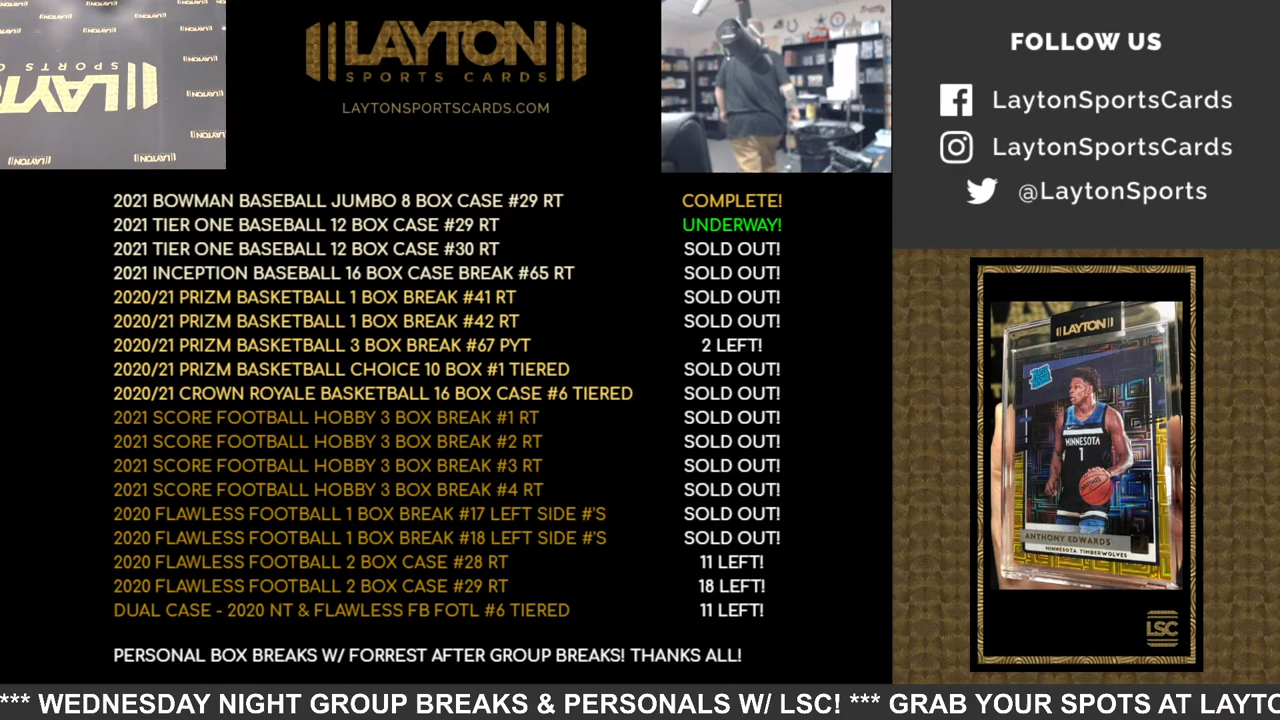 LAYTON
SPORTS CARDS
LAYTONSPORTSCARDS.COM
FOLLOW US
LaytonSportsCards
LaytonSportsCards
@LaytonSports
2021 BOWMAN BASEBALL JUMBO 8 BOX CASE #29 RT COMPLETE!
2021 TIER ONE BASEBALL 12 BOX CASE #29 RT UNDERWAY!
2021 TIER ONE BASEBALL 12 BOX CASE #30 RT SOLD OUT!
2021 INCEPTION BASEBALL 16 BOX CASE BREAK #65 RT SOLD OUT!
2020/21 PRIZM BASKETBALL 1 BOX BREAK #41 RT SOLD OUT!
2020/21 PRIZM BASKETBALL 1 BOX BREAK #42 RT SOLD OUT!
2020/21 PRIZM BASKETBALL 3 BOX BREAK #67 PYT 2 LEFT!
2020/21 PRIZM BASKETBALL CHOICE 10 BOX #1 TIERED SOLD OUT!
2020/21 CROWN ROYALE BASKETBALL 16 BOX CASE #6 TIERED SOLD OUT!
2021 SCORE FOOTBALL HOBBY 3 BOX BREAK #1 RT SOLD OUT!
2021 SCORE FOOTBALL HOBBY 3 BOX BREAK #2 RT SOLD OUT!
2021 SCORE FOOTBALL HOBBY 3 BOX BREAK #3 RT SOLD OUT!
2021 SCORE FOOTBALL HOBBY 3 BOX BREAK #4 RT SOLD OUT!
2020 FLAWLESS FOOTBALL 1 BOX BREAK #17 LEFT SIDE #'S SOLD OUT!
2020 FLAWLESS FOOTBALL 1 BOX BREAK #18 LEFT SIDE #'S SOLD OUT!
2020 FLAWLESS FOOTBALL 2 BOX CASE #28 RT 11 LEFT!
2020 FLAWLESS FOOTBALL 2 BOX CASE #29 RT 18 LEFT!
DUAL CASE - 2020 NT & FLAWLESS FB FOTL #6 TIERED 11 LEFT!
PERSONAL BOX BREAKS W/ FORREST AFTER GROUP BREAKS! THANKS ALL!
LAYTON
MINNESOTA
1
ANTHONY EDWARDS
MINNESOTA TIMBERWOLVES
LSC
*** WEDNESDAY NIGHT GROUP BREAKS & PERSONALS W/ LSC! *** GRAB YOUR SPOTS AT LAYTO